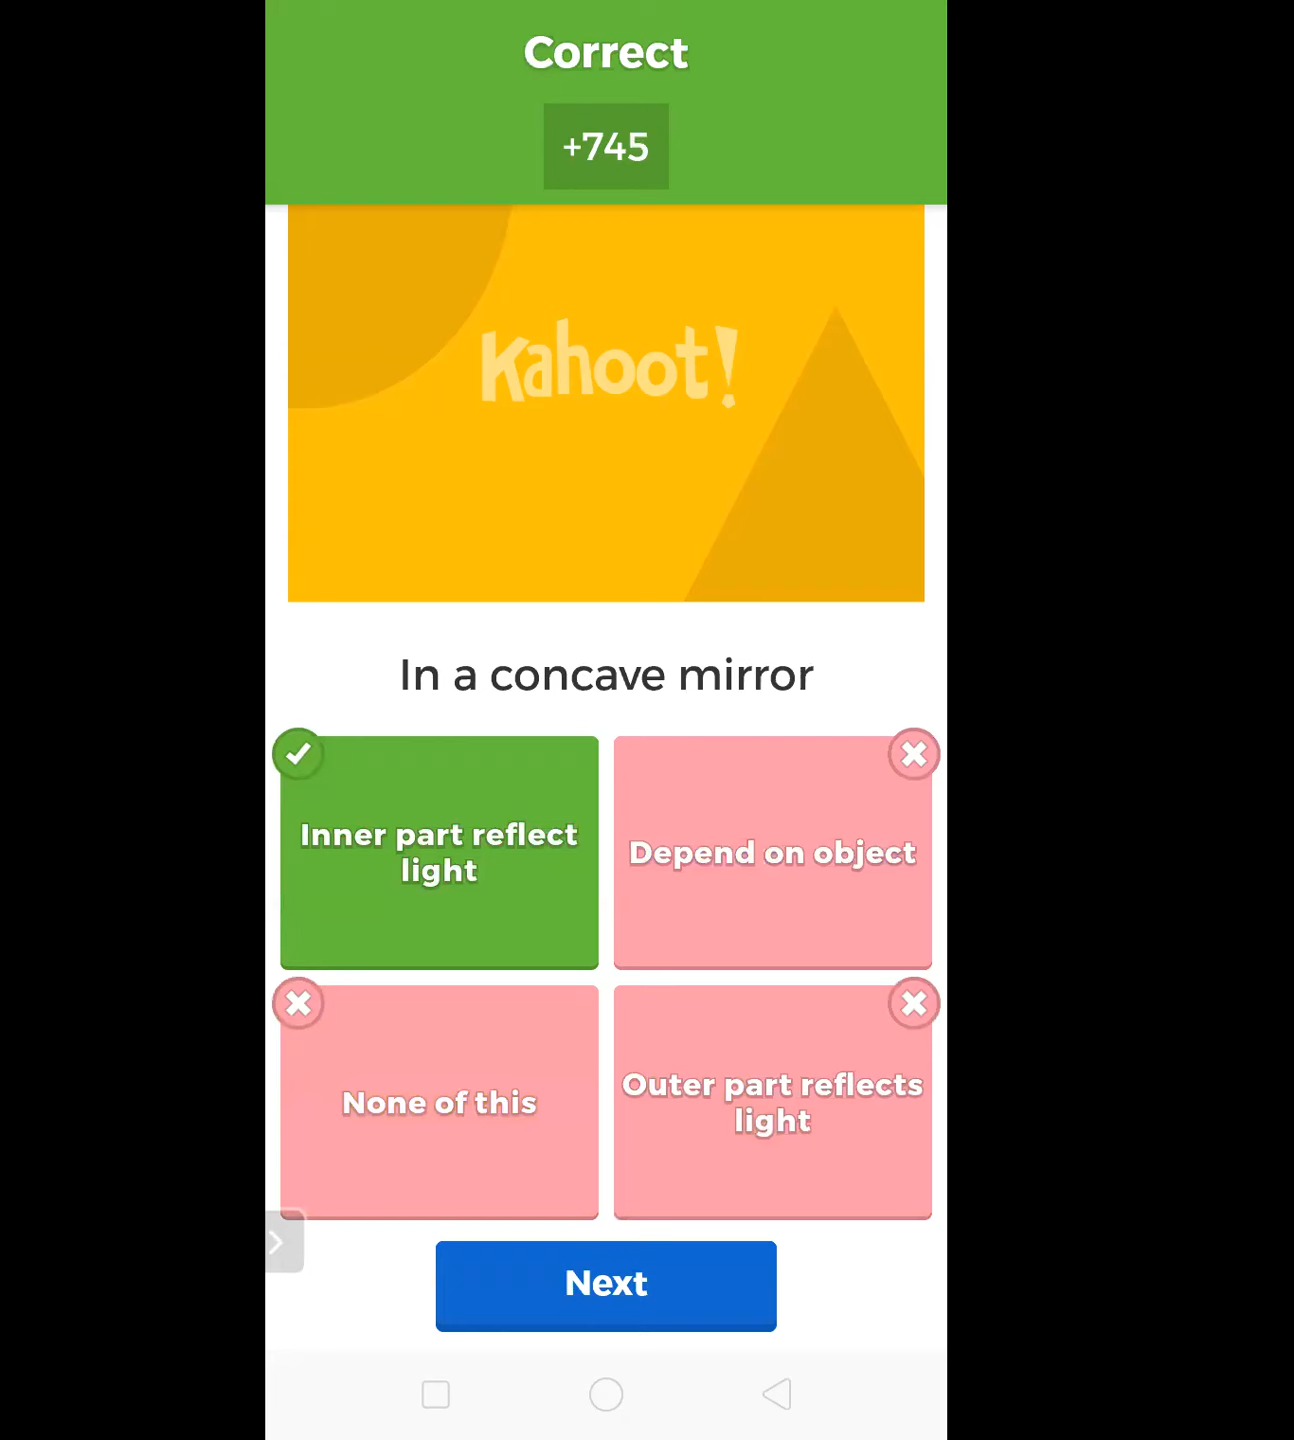 Correct
+745
Kahoot!
In a concave mirror
Inner part reflect
light
Depend on object
None of this
Outer part reflects
light
Next